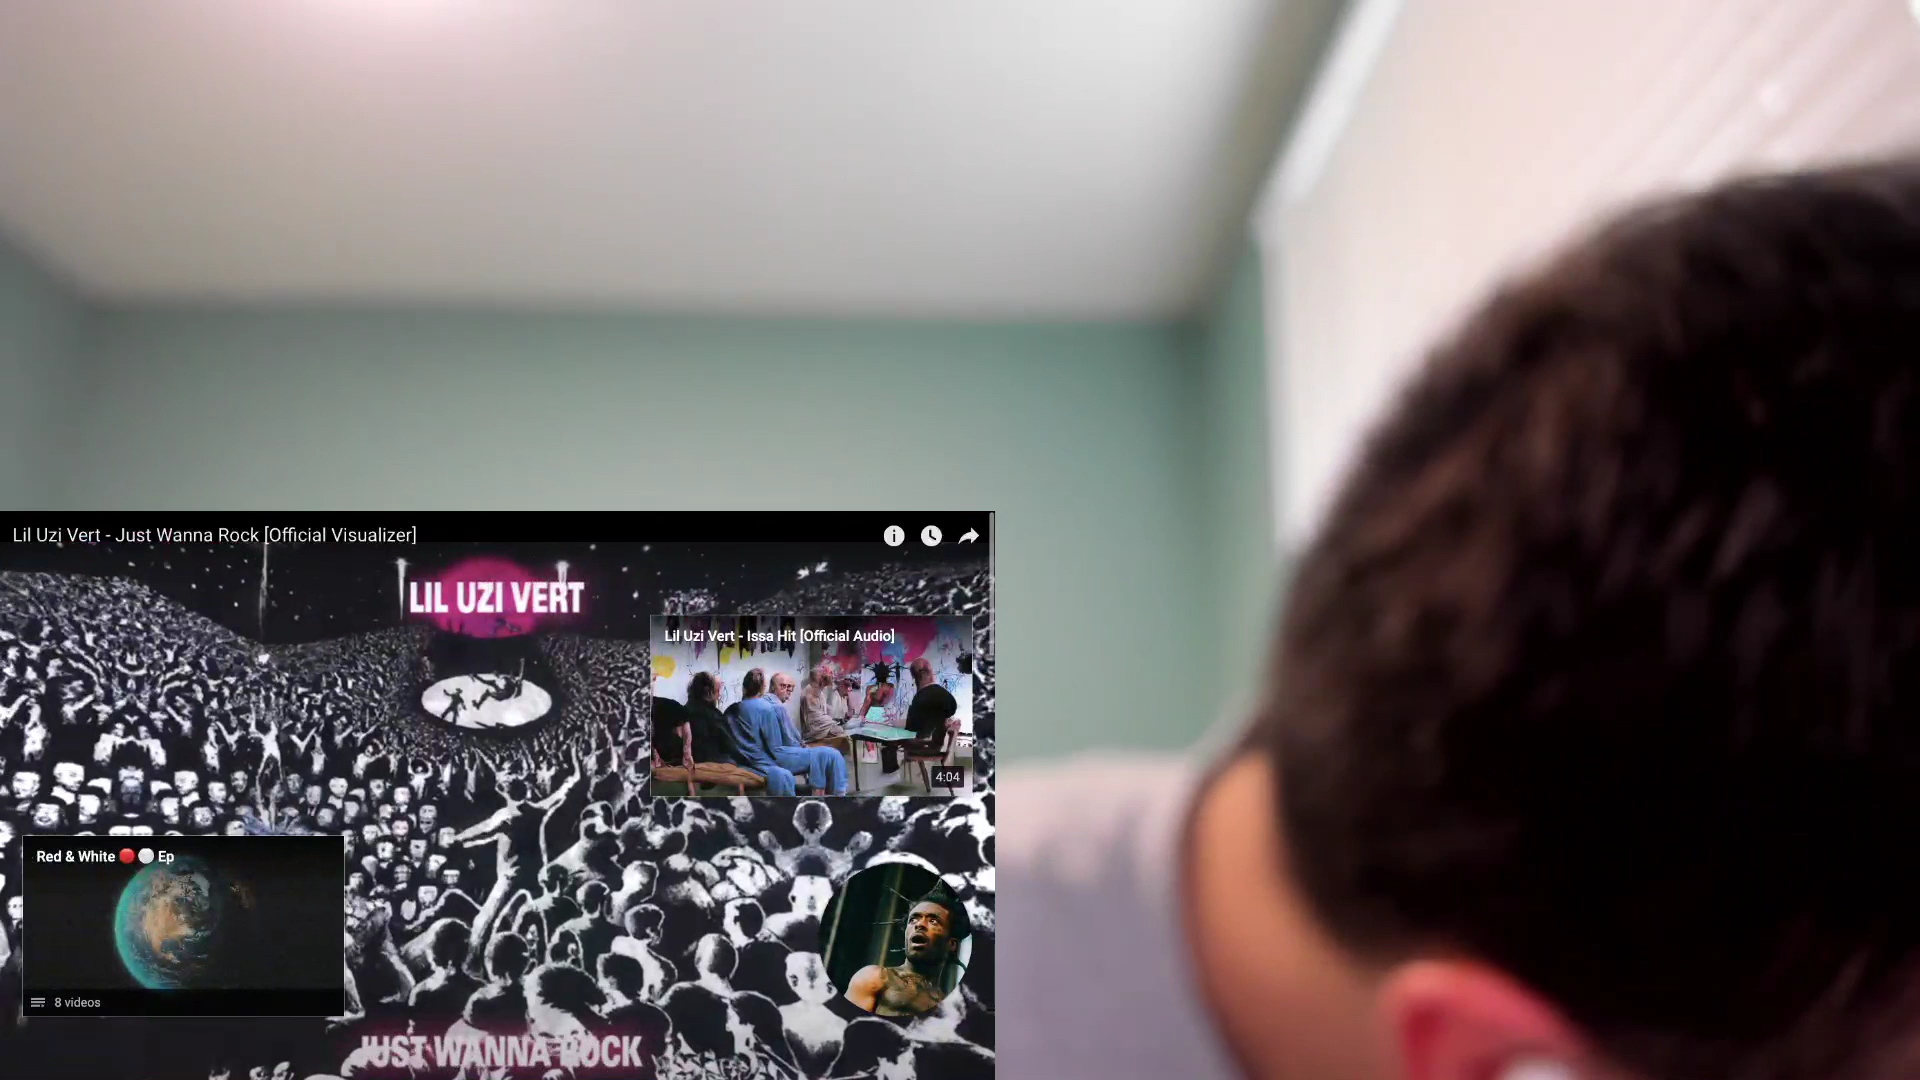 Lil Uzi Vert - Just Wanna Rock [Official Visualizer]
LIL UZI VERT
Lil Uzi Vert - Issa Hit [Official Audio]
4:04
Red & White 🔴⚪ Ep
8 videos
JUST WANNA ROCK